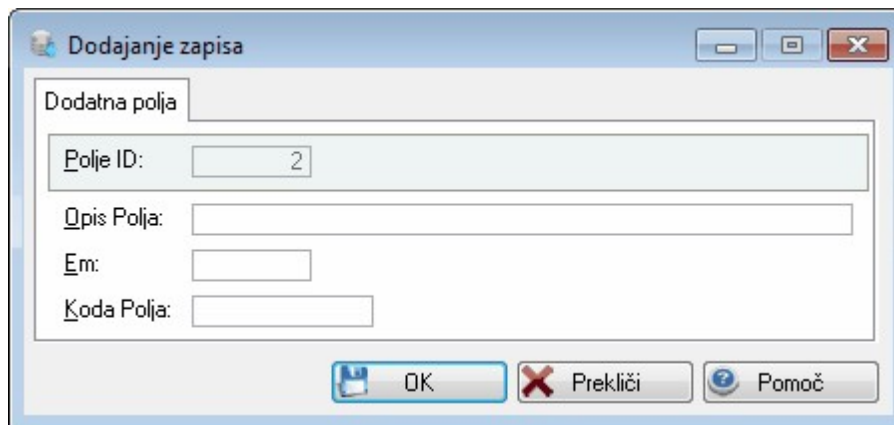 Dodajanje zapisa
Dodatna polja
Polje ID: 2
Opis Polja:
Em:
Koda Polja:
OK Prekliči Pomoč